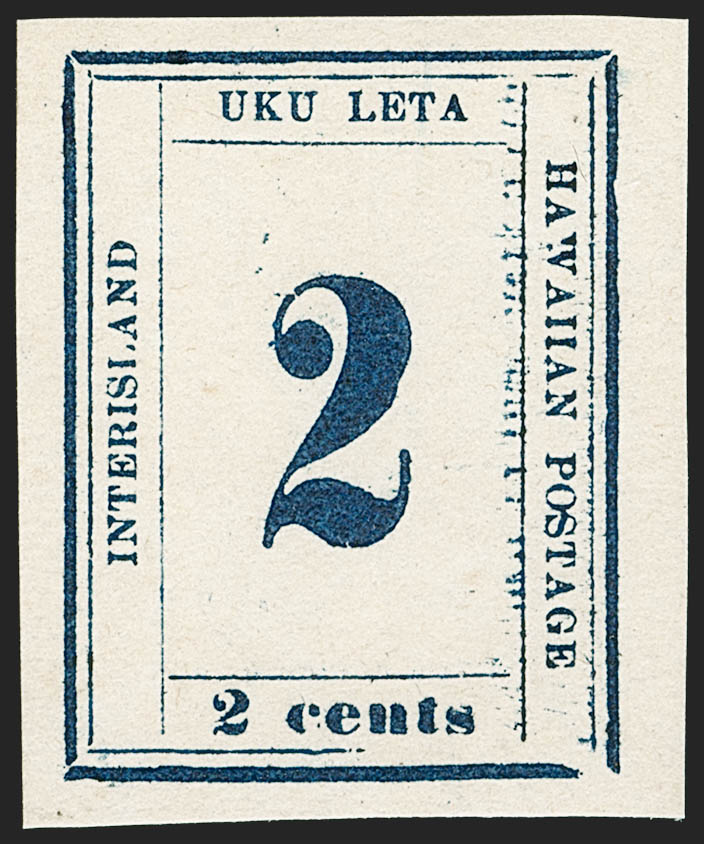 UKU LETA
INTERISLAND
HAWAIIAN POSTAGE
2
2 cents